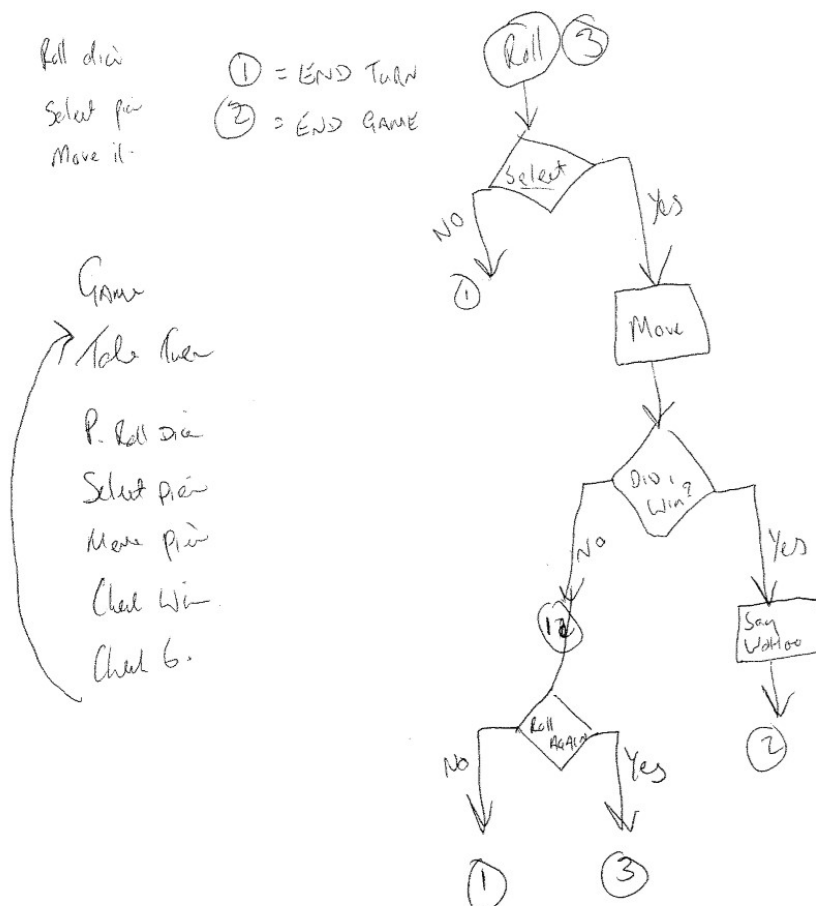 Roll dice
Select piece
Move it.
① = END TURN
② = END GAME
GAME
Take Turn
P. Roll Dice
Select piece
Move piece
Check Win
Check 6.
Roll ③
Select
NO
Yes
①
Move
DID I
WIN?
NO
Yes
Say
WOHOO
②
Roll
AGAIN
NO
Yes
①
③